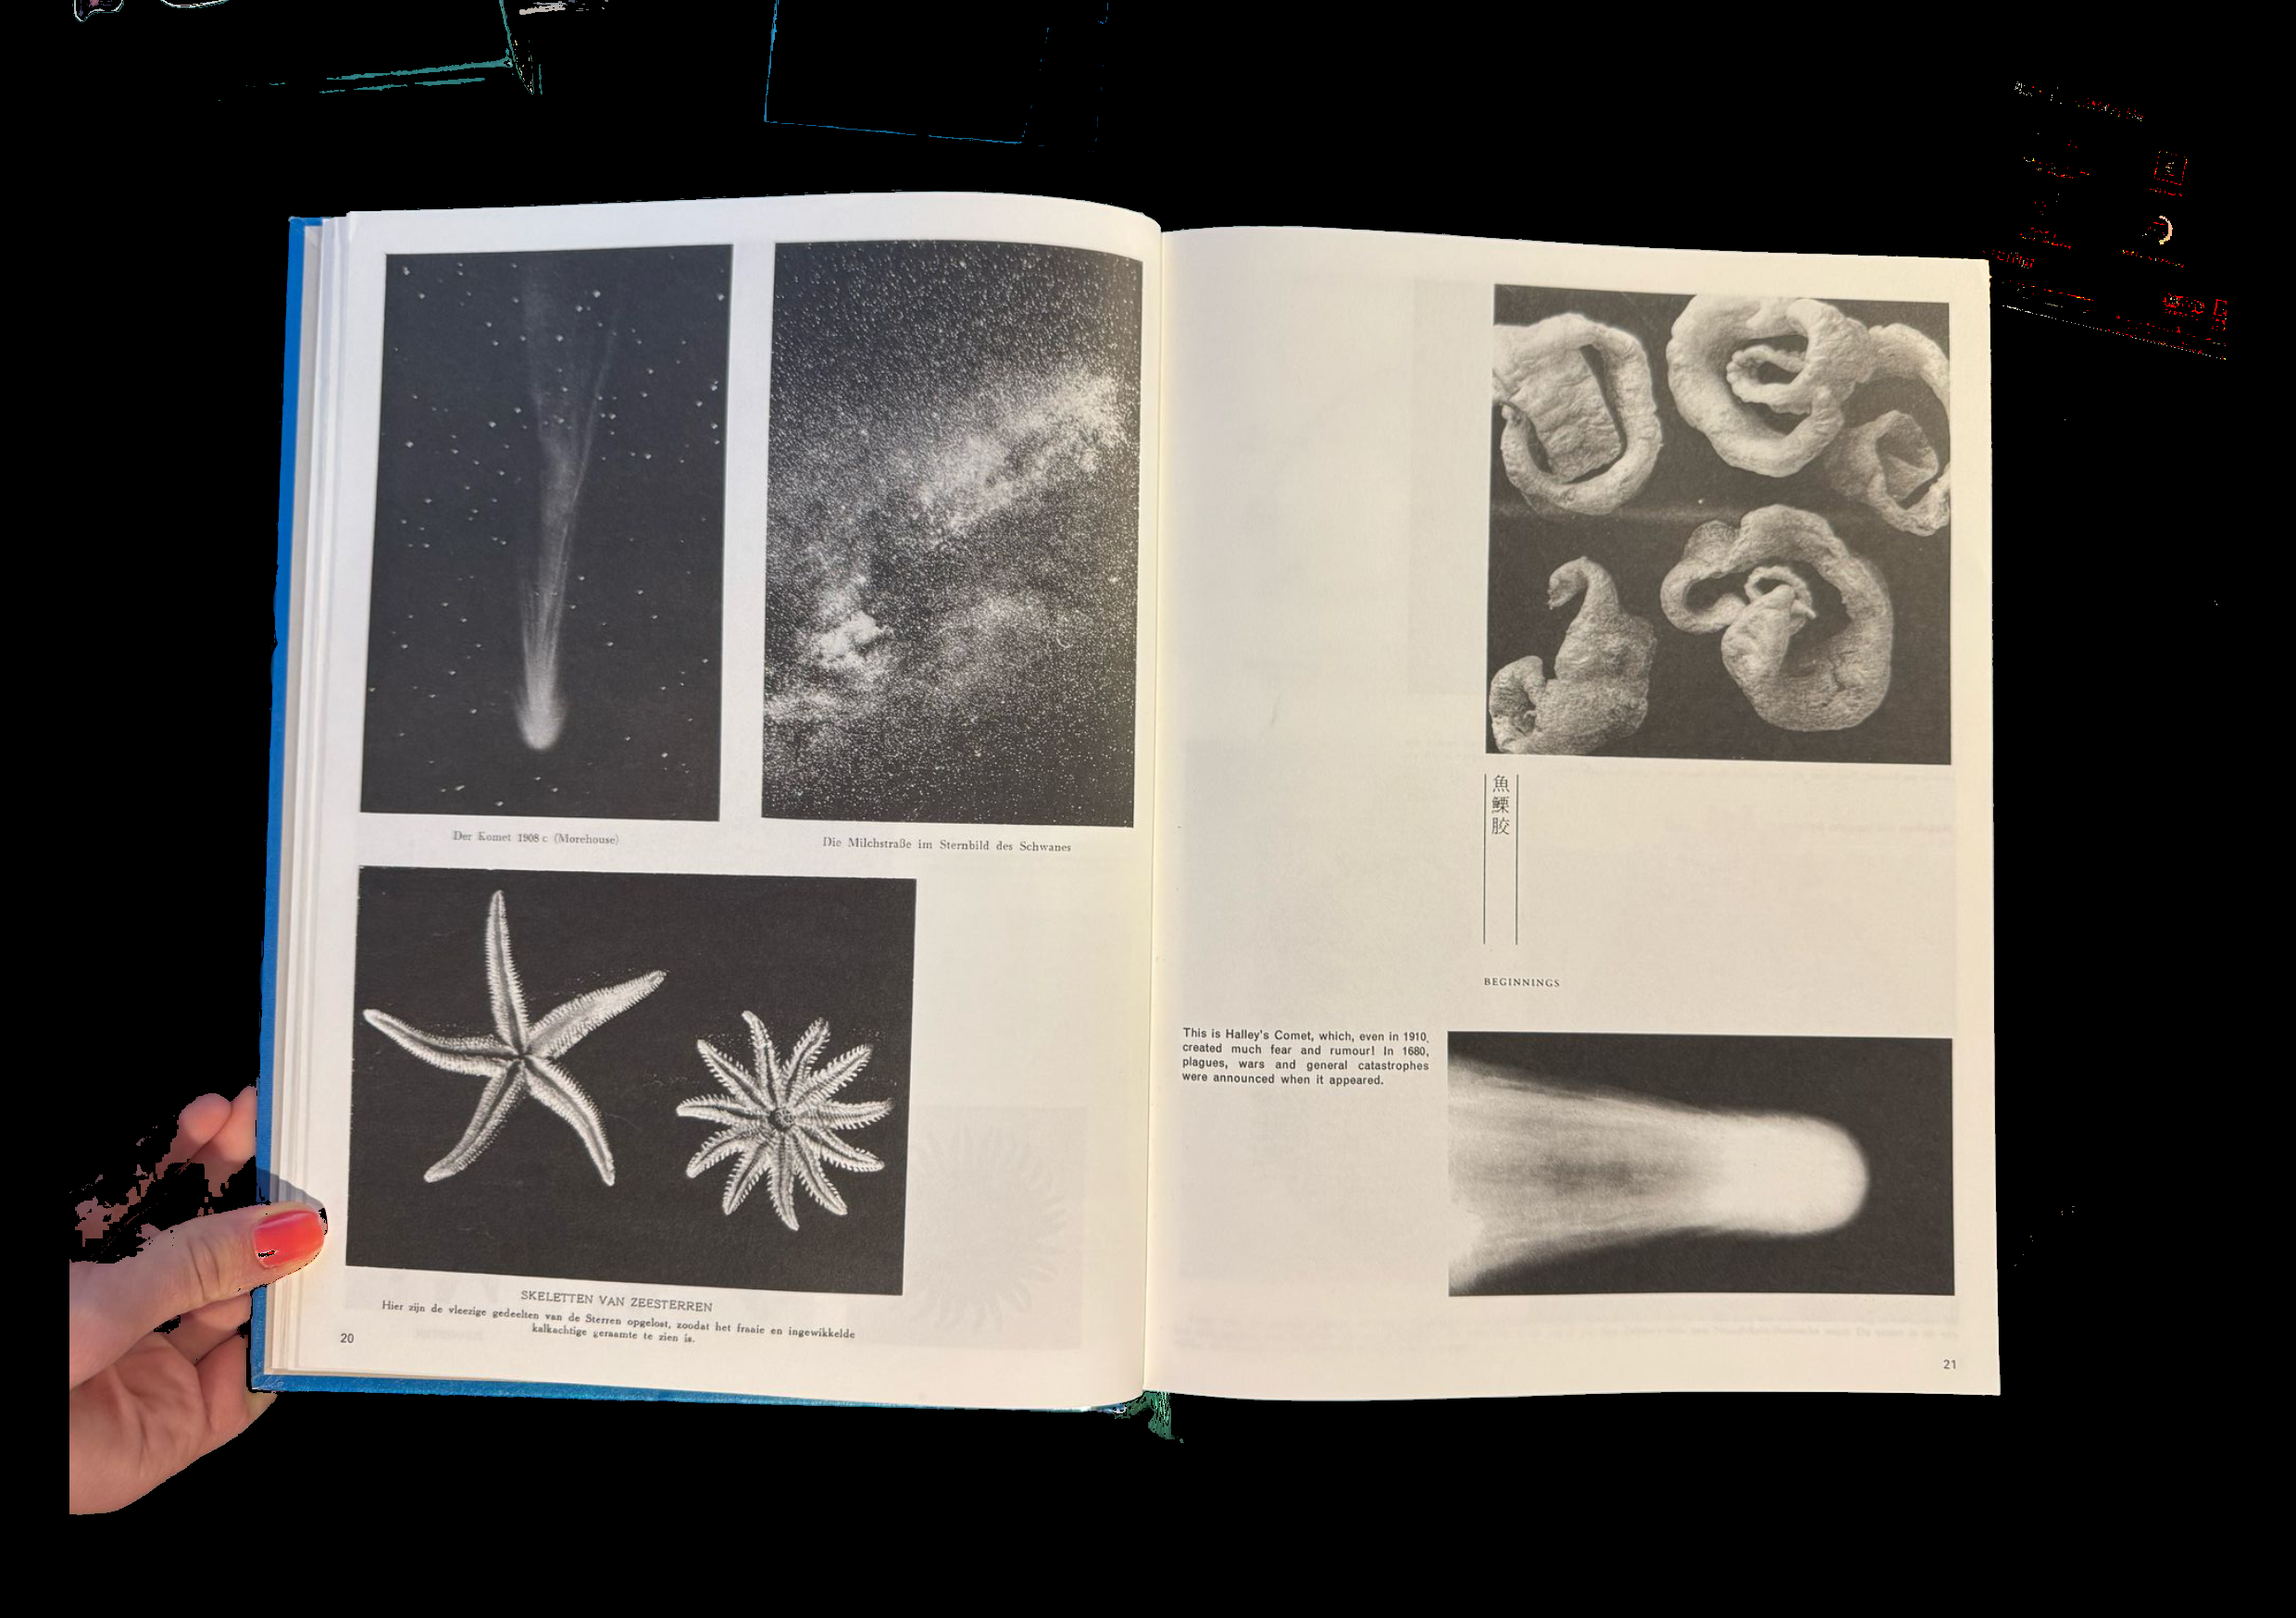 Der Komet 1908 c (Morehouse)
Die Milchstraße im Sternbild des Schwanes
SKELETTEN VAN ZEESTERREN
Hier zijn de vleezige gedeelten van de Sterren opgelost, zoodat het fraaie en ingewikkelde
kalkachtige geraamte te zien is.
20
魚
鰾
胶
BEGINNINGS
This is Halley's Comet, which, even in 1910,
created much fear and rumour! In 1680,
plagues, wars and general catastrophes
were announced when it appeared.
21